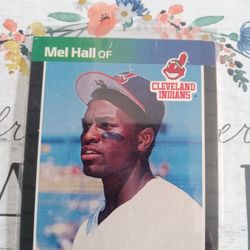 Mel Hall OF
CLEVELAND
INDIANS